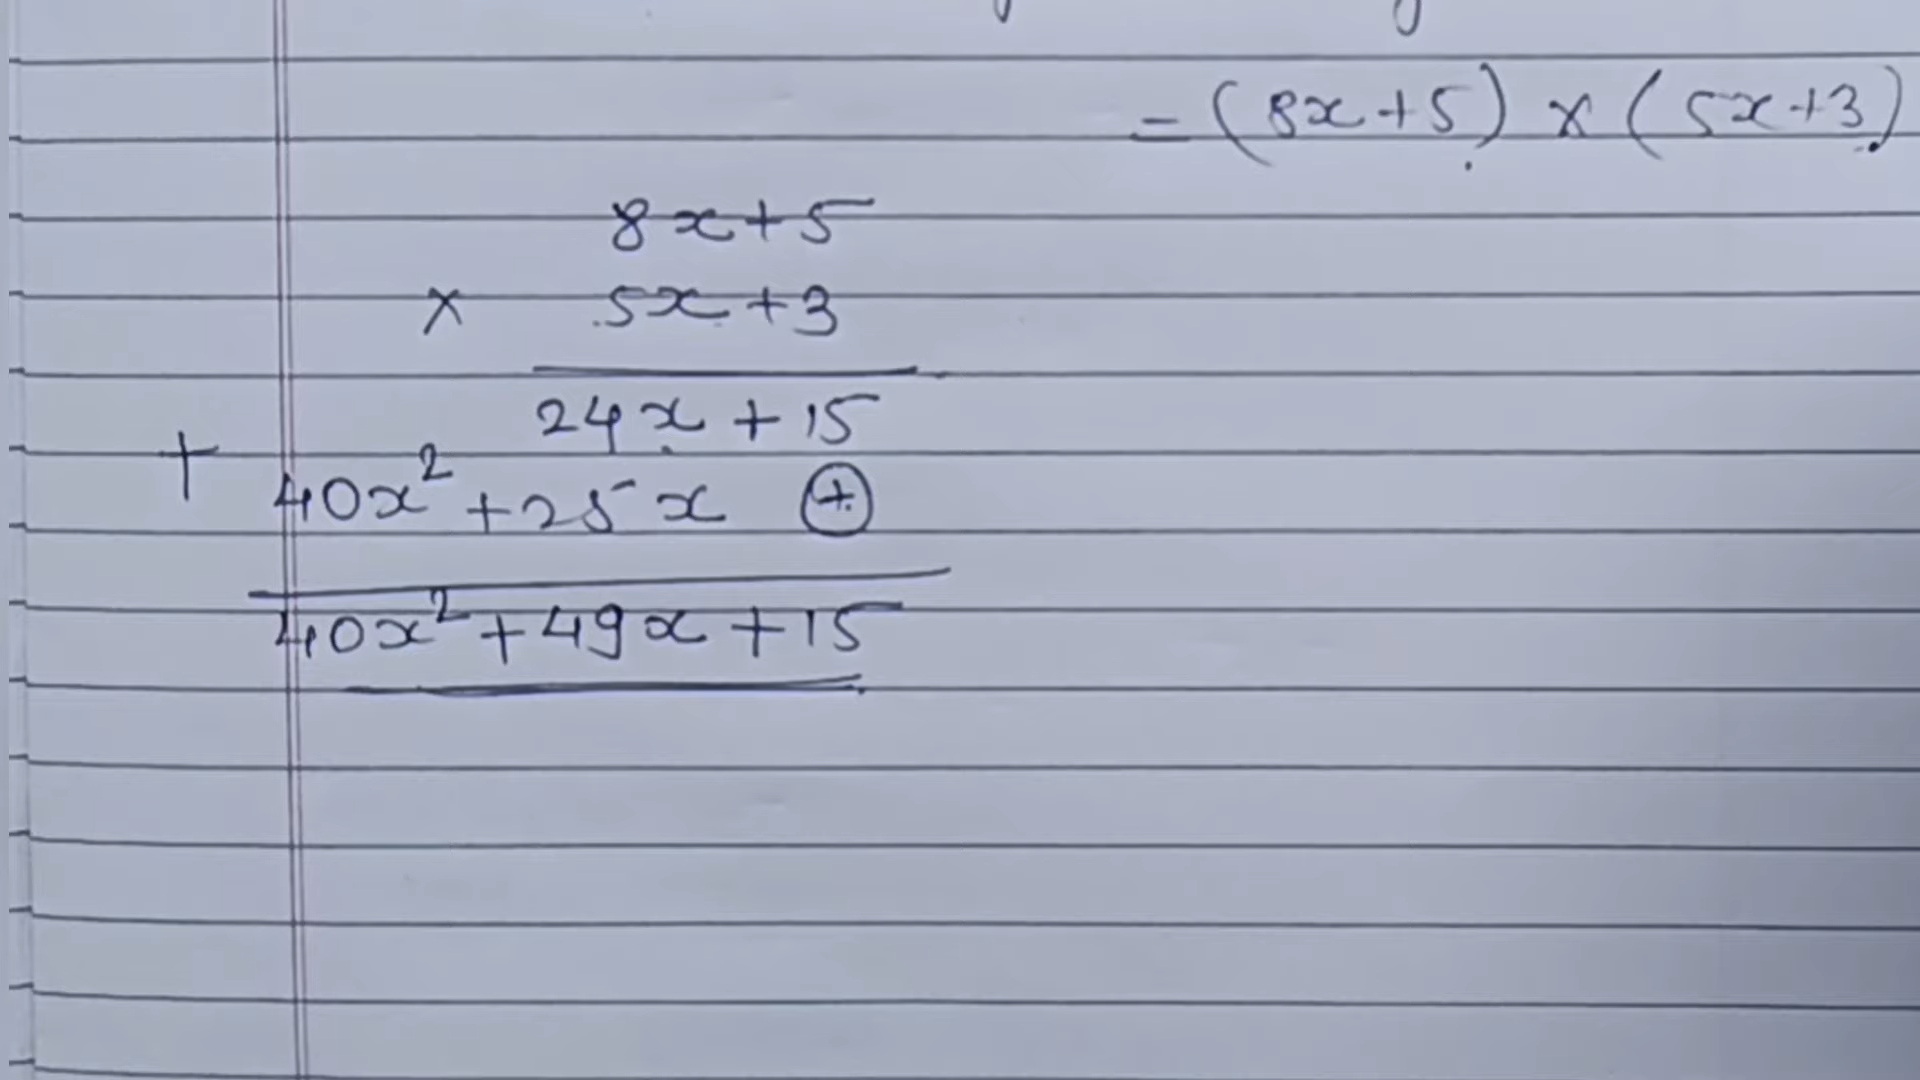 = (8x+5) × (5x+3)
8x+5
× 5x+3
24x + 15
+ 40x² + 25x ⊕
40x² + 49x + 15